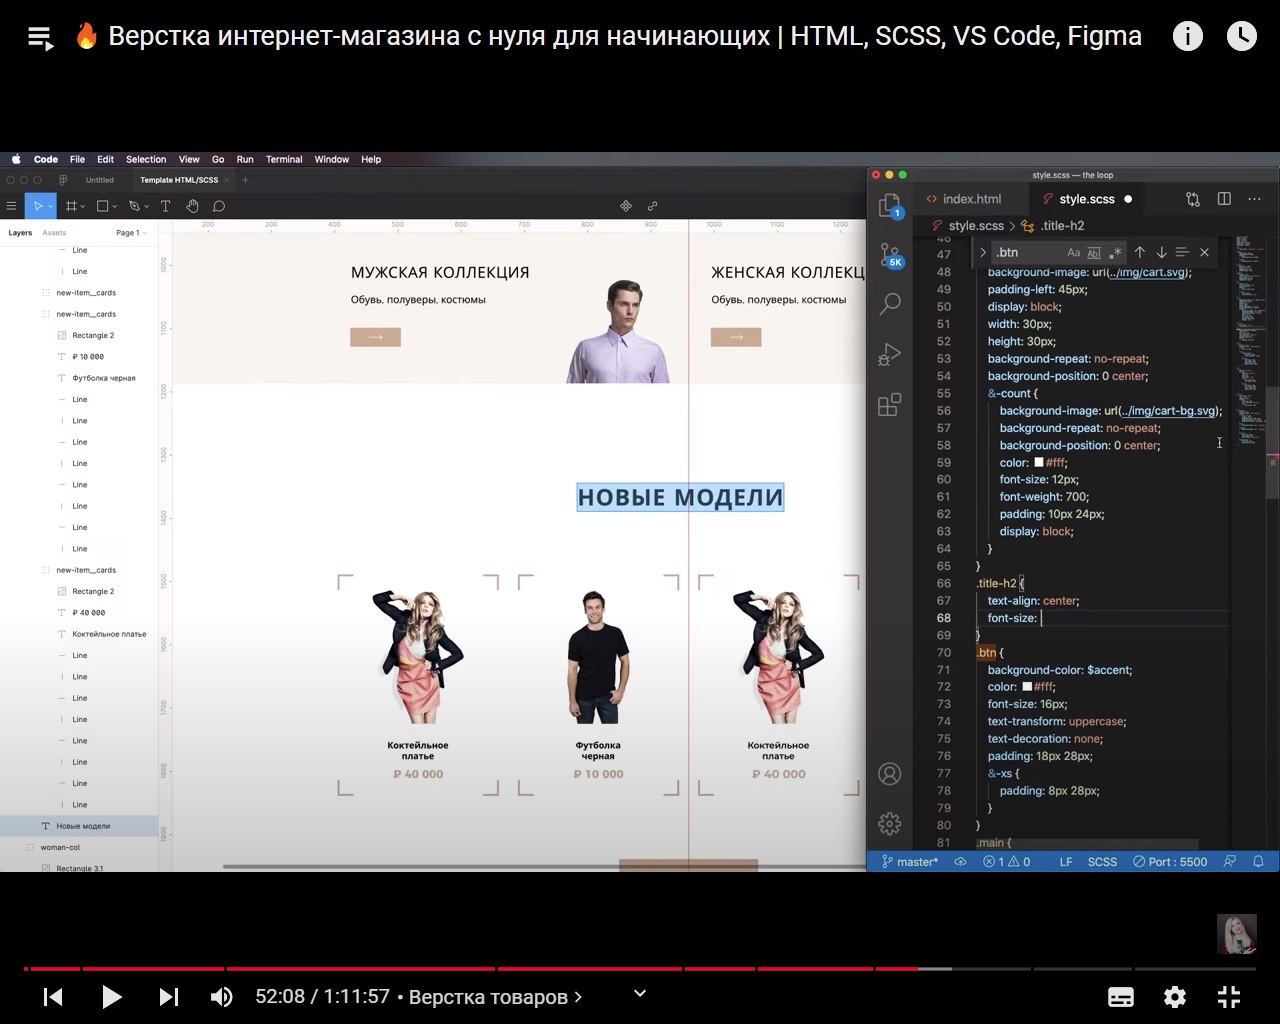 🔥 Верстка интернет-магазина с нуля для начинающих | HTML, SCSS, VS Code, Figma
Code File Edit Selection View Go Run Terminal Window Help
Untitled
Template HTML/SCSS
Layers Assets Page 1
200 300 400 500 600 700 800 900 1000 1100 1200
Line
Line
new-item__cards
new-item__cards
Rectangle 2
₽ 10 000
Футболка черная
Line
Line
Line
Line
Line
Line
Line
Line
new-item__cards
Rectangle 2
₽ 40 000
Коктейльное платье
Line
Line
Line
Line
Line
Line
Line
Line
Новые модели
woman-col
Rectangle 3.1
1000
1100
1200
1300
1400
1500
1600
1700
1800
1900
МУЖСКАЯ КОЛЛЕКЦИЯ
Обувь, полуверы, костюмы
ЖЕНСКАЯ КОЛЛЕКЦ
Обувь, полуверы, костюмы
НОВЫЕ МОДЕЛИ
Коктейльное
платье
₽ 40 000
Футболка
черная
₽ 10 000
Коктейльное
платье
₽ 40 000
style.scss — the loop
index.html
style.scss
style.scss > .title-h2
.btn
1
5K
46
47
48 background-image: url(../img/cart.svg);
49 padding-left: 45px;
50 display: block;
51 width: 30px;
52 height: 30px;
53 background-repeat: no-repeat;
54 background-position: 0 center;
55 &-count {
56 background-image: url(../img/cart-bg.svg);
57 background-repeat: no-repeat;
58 background-position: 0 center;
59 color: #fff;
60 font-size: 12px;
61 font-weight: 700;
62 padding: 10px 24px;
63 display: block;
64 }
65 }
66 .title-h2 {
67 text-align: center;
68 font-size:
69 }
70 .btn {
71 background-color: $accent;
72 color: #fff;
73 font-size: 16px;
74 text-transform: uppercase;
75 text-decoration: none;
76 padding: 18px 28px;
77 &-xs {
78 padding: 8px 28px;
79 }
80 }
81 .main {
master* 1 0 LF SCSS Port : 5500
52:08 / 1:11:57 • Верстка товаров